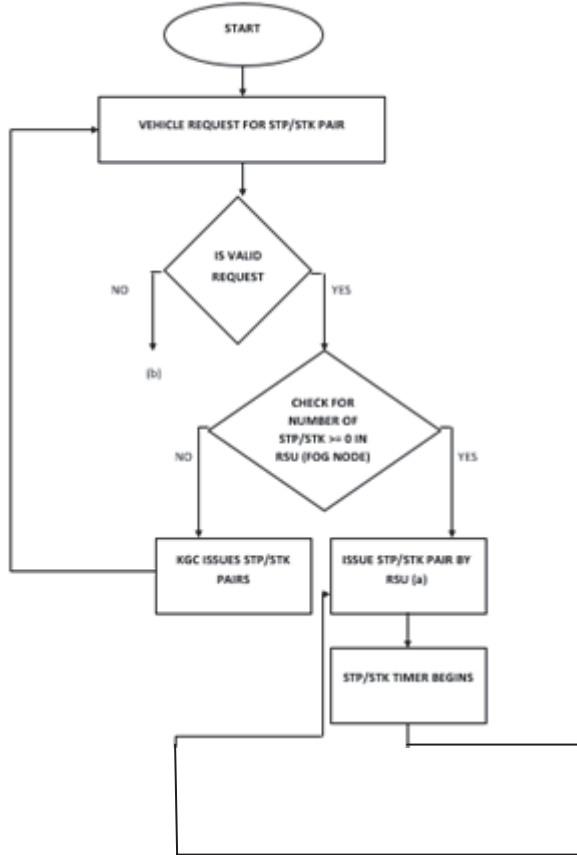 START
VEHICLE REQUEST FOR STP/STK PAIR
IS VALID
REQUEST
NO
YES
(b)
CHECK FOR
NUMBER OF
STP/STK >= 0 IN
RSU (FOG NODE)
NO
YES
KGC ISSUES STP/STK
PAIRS
ISSUE STP/STK PAIR BY
RSU (a)
STP/STK TIMER BEGINS